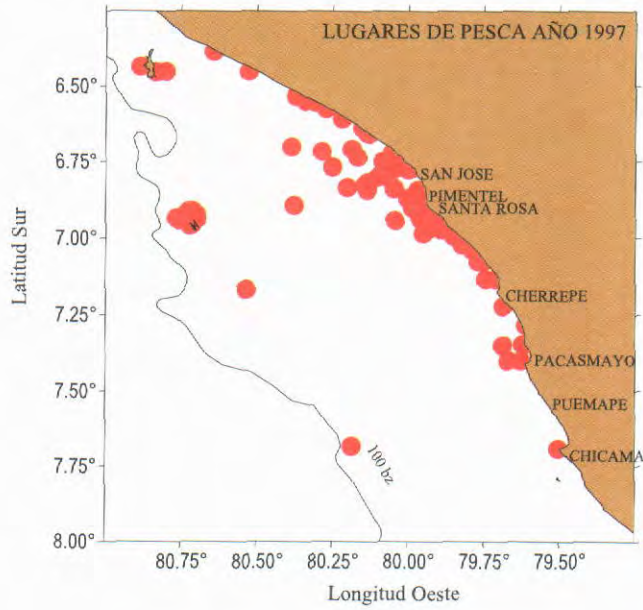 LUGARES DE PESCA AÑO 1997
6.50°
6.75°
7.00°
7.25°
7.50°
7.75°
8.00°
Latitud Sur
SAN JOSE
PIMENTEL
SANTA ROSA
CHERREPE
PACASMAYO
PUEMAPE
CHICAMA
100 bz
80.75° 80.50° 80.25° 80.00° 79.75° 79.50°
Longitud Oeste